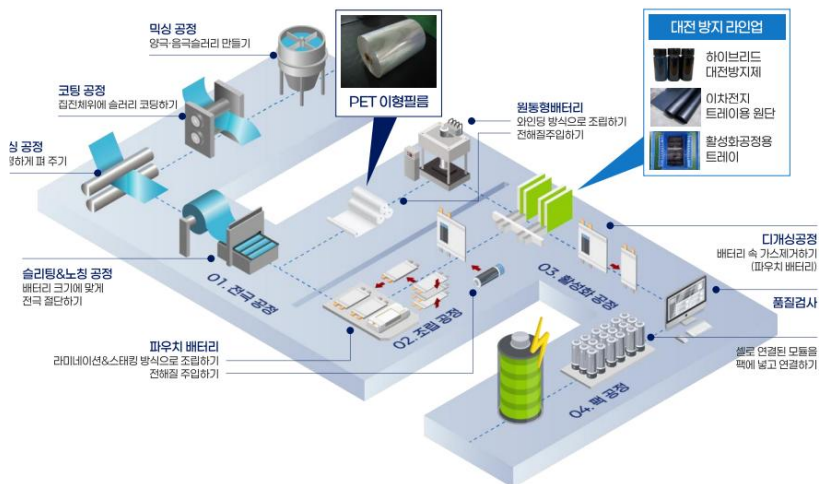 믹싱 공정
양극·음극슬러리 만들기
코팅 공정
집전체위에 슬러리 코팅하기
싱 공정
하게 펴 주기
슬리팅&노칭 공정
배터리 크기에 맞게
전극 절단하기
01. 전극 공정
PET 이형필름
원통형배터리
와인딩 방식으로 조립하기
전해질주입하기
대전 방지 라인업
하이브리드
대전방지제
이차전지
트레이용 원단
활성화공정용
트레이
파우치 배터리
라미네이션&스태킹 방식으로 조립하기
전해질 주입하기
02. 조립 공정
03. 활성화 공정
디개싱공정
배터리 속 가스제거하기
(파우치 배터리)
품질검사
셀로 연결된 모듈을
팩에 넣고 연결하기
04. 팩 공정